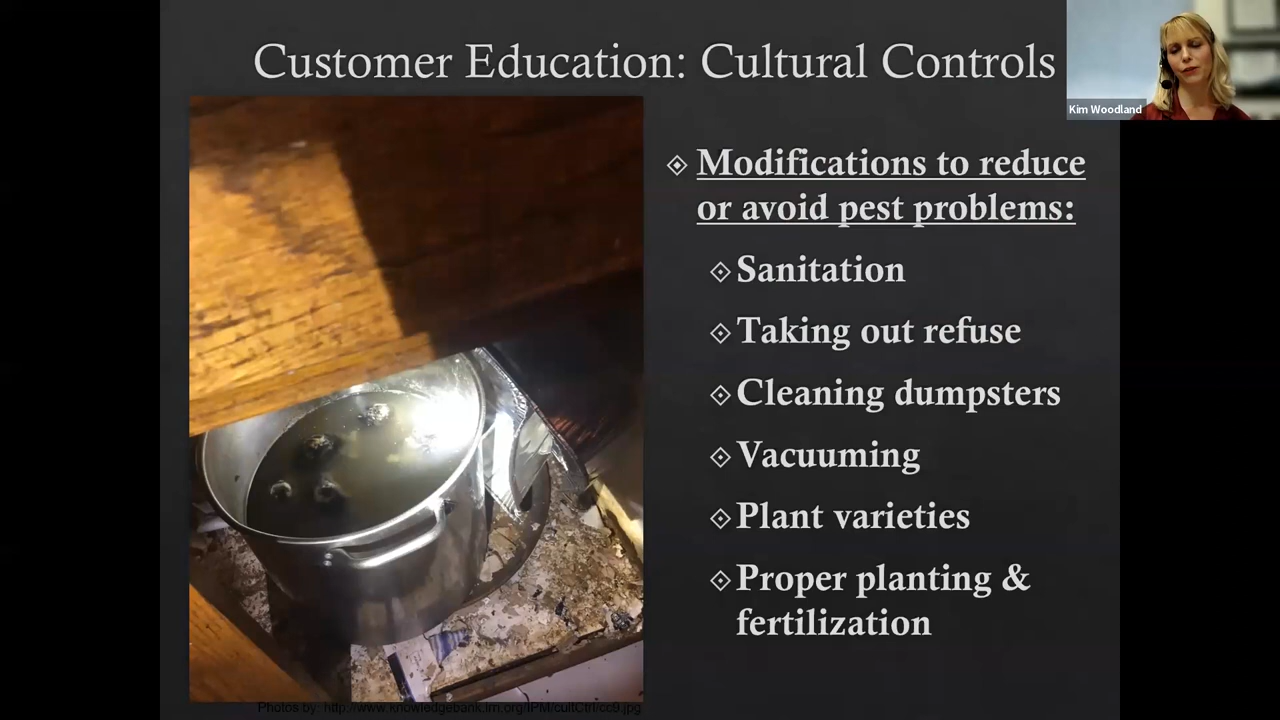 Customer Education: Cultural Controls
Kim Woodland
Modifications to reduce
or avoid pest problems:
Sanitation
Taking out refuse
Cleaning dumpsters
Vacuuming
Plant varieties
Proper planting &
fertilization
Photos by: http://www.knowledgebank.irri.org/IPM/cultCtrl/cc9.jpg